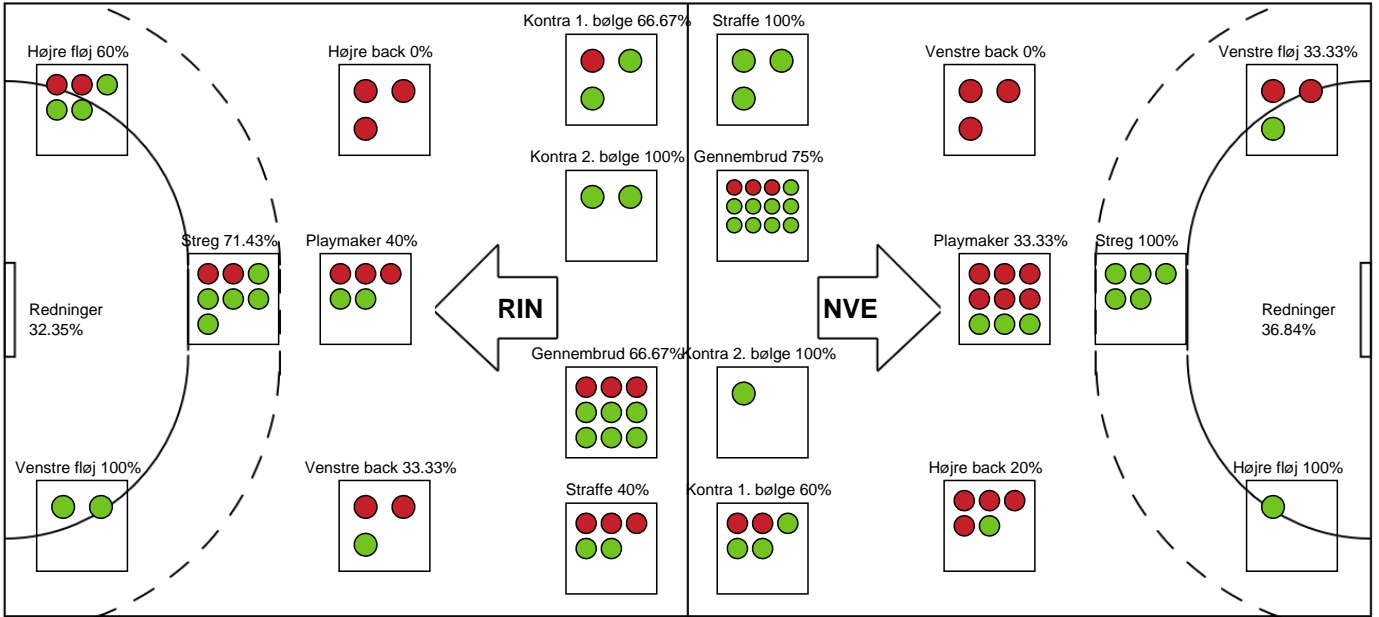 Kontra 1. bølge 66.67%
Straffe 100%
Højre fløj 60%
Højre back 0%
Venstre back 0%
Venstre fløj 33.33%
Kontra 2. bølge 100%
Gennembrud 75%
Streg 71.43%
Playmaker 40%
Playmaker 33.33%
Streg 100%
Redninger
32.35%
RIN
NVE
Redninger
36.84%
Gennembrud 66.67%
Kontra 2. bølge 100%
Venstre fløj 100%
Venstre back 33.33%
Straffe 40%
Kontra 1. bølge 60%
Højre back 20%
Højre fløj 100%